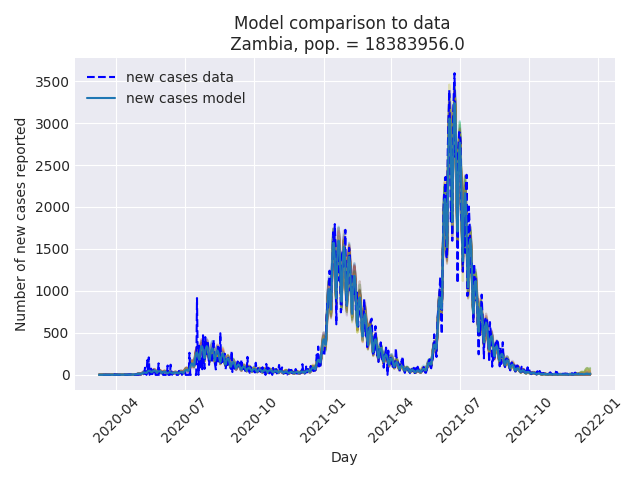 Model comparison to data
Zambia, pop. = 18383956.0
new cases data
new cases model
Number of new cases reported
3500
3000
2500
2000
1500
1000
500
0
2020-04
2020-07
2020-10
2021-01
2021-04
2021-07
2021-10
2022-01
Day